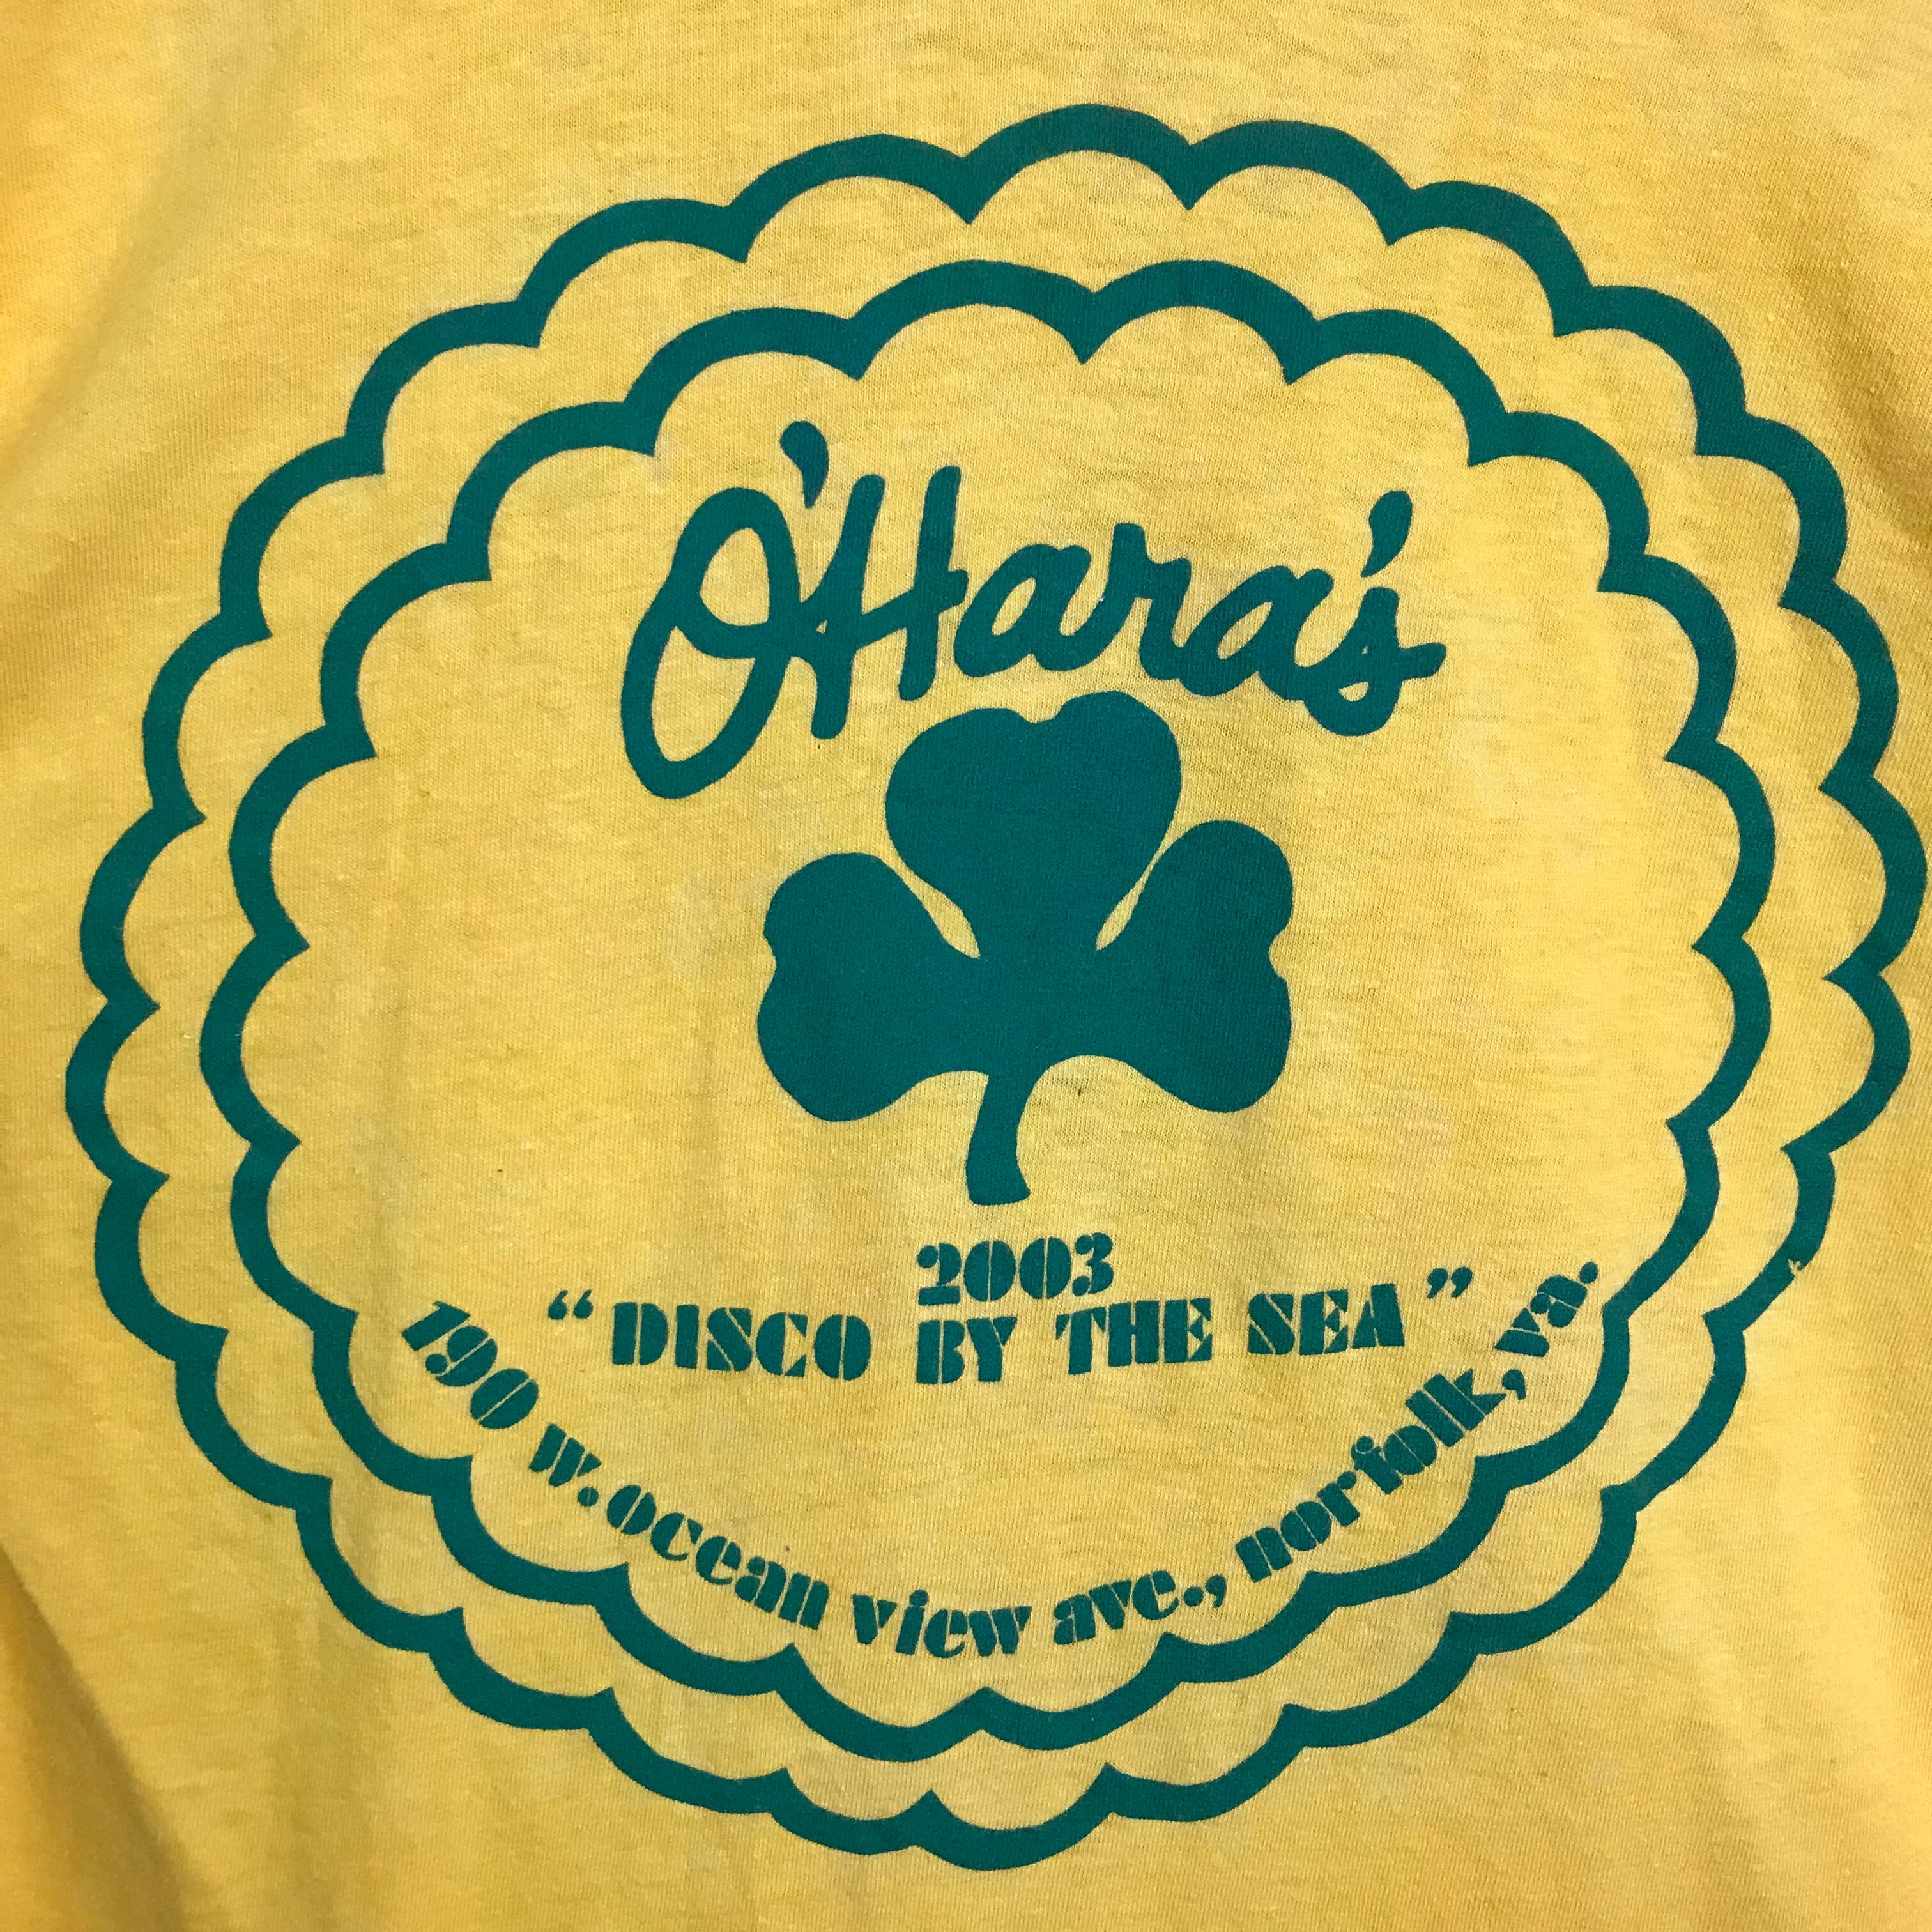 O'Hara's
2003
“DISCO BY THE SEA”
190 w. ocean view ave., norfolk, va.